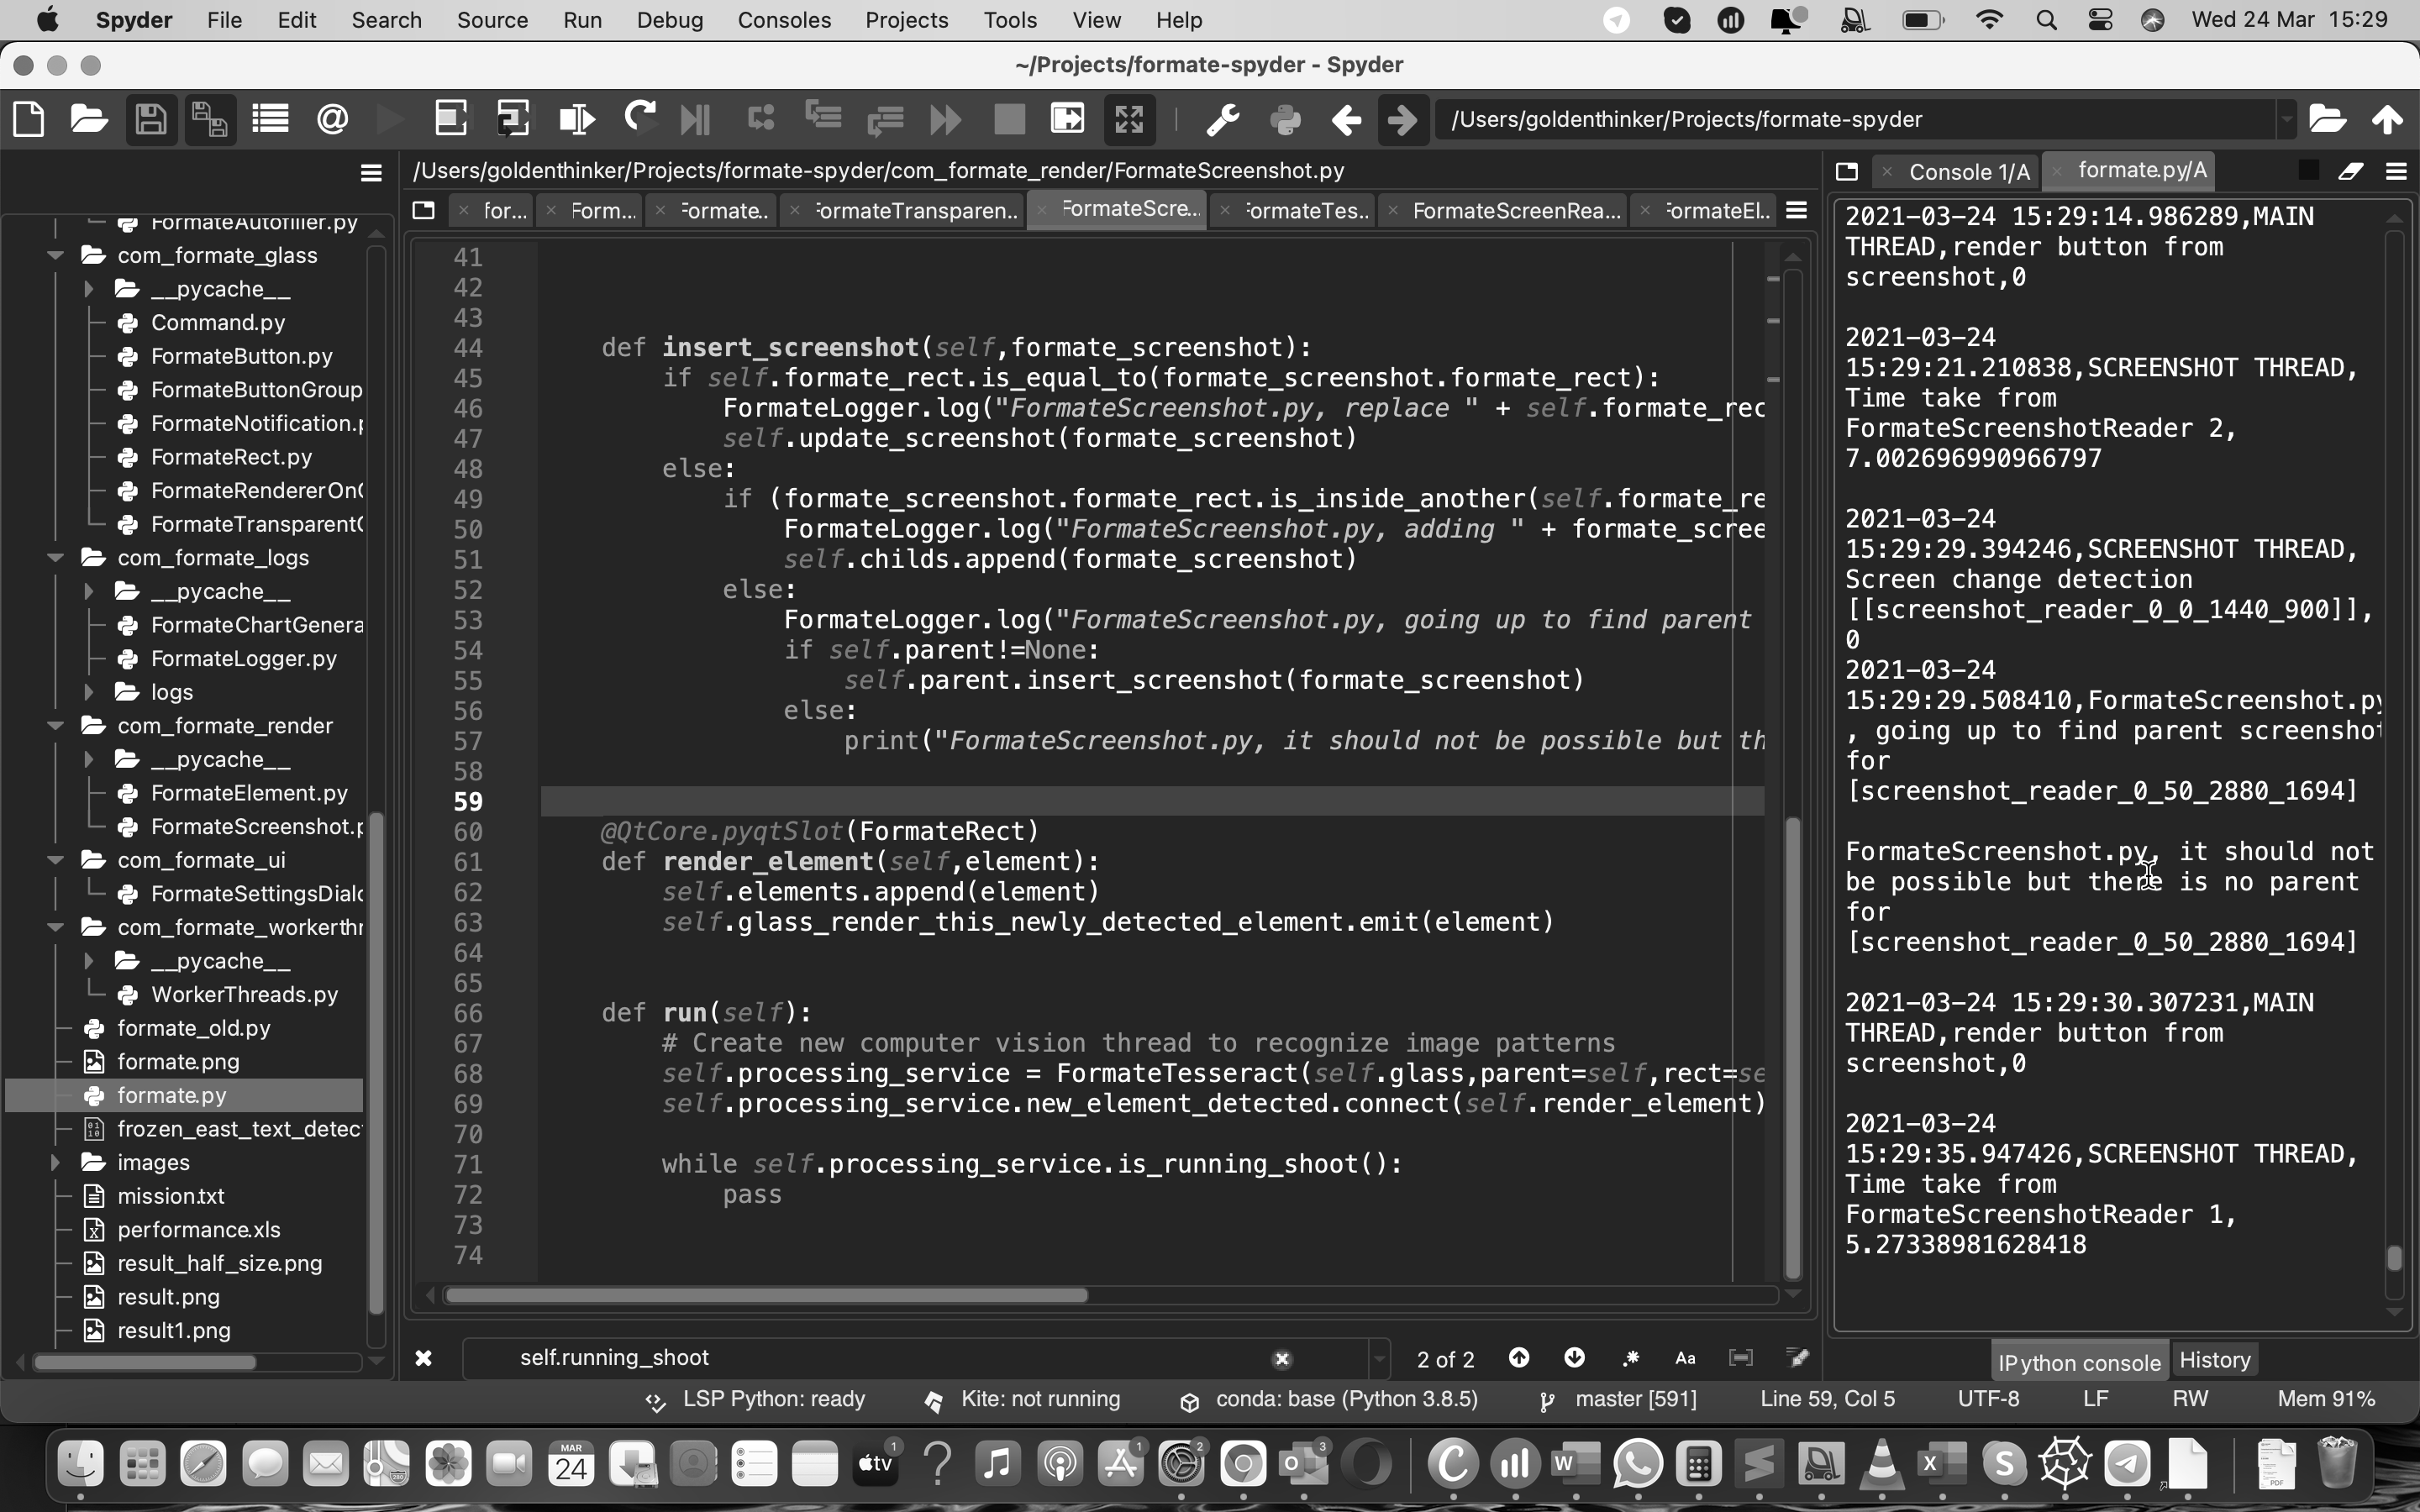 Spyder File Edit Search Source Run Debug Consoles Projects Tools View Help Wed 24 Mar 15:29
~/Projects/formate-spyder - Spyder
/Users/goldenthinker/Projects/formate-spyder
/Users/goldenthinker/Projects/formate-spyder/com_formate_render/FormateScreenshot.py
for... Form... Formate.. FormateTransparen.. FormateScre.. FormateTes.. FormateScreenRea... FormateEl..
FormateAutofiller.py
com_formate_glass
__pycache__
Command.py
FormateButton.py
FormateButtonGroup
FormateNotification.p
FormateRect.py
FormateRendererOn
FormateTransparent
com_formate_logs
__pycache__
FormateChartGenera
FormateLogger.py
logs
com_formate_render
__pycache__
FormateElement.py
FormateScreenshot.p
com_formate_ui
FormateSettingsDialo
com_formate_workerthr
__pycache__
WorkerThreads.py
formate_old.py
formate.png
formate.py
frozen_east_text_detec
images
mission.txt
performance.xls
result_half_size.png
result.png
result1.png
41
42
43
44 def insert_screenshot(self,formate_screenshot):
45 if self.formate_rect.is_equal_to(formate_screenshot.formate_rect):
46 FormateLogger.log("FormateScreenshot.py, replace " + self.formate_rec
47 self.update_screenshot(formate_screenshot)
48 else:
49 if (formate_screenshot.formate_rect.is_inside_another(self.formate_re
50 FormateLogger.log("FormateScreenshot.py, adding " + formate_scree
51 self.childs.append(formate_screenshot)
52 else:
53 FormateLogger.log("FormateScreenshot.py, going up to find parent
54 if self.parent!=None:
55 self.parent.insert_screenshot(formate_screenshot)
56 else:
57 print("FormateScreenshot.py, it should not be possible but th
58
59
60 @QtCore.pyqtSlot(FormateRect)
61 def render_element(self,element):
62 self.elements.append(element)
63 self.glass_render_this_newly_detected_element.emit(element)
64
65
66 def run(self):
67 # Create new computer vision thread to recognize image patterns
68 self.processing_service = FormateTesseract(self.glass,parent=self,rect=se
69 self.processing_service.new_element_detected.connect(self.render_element)
70
71 while self.processing_service.is_running_shoot():
72 pass
73
74
self.running_shoot 2 of 2 .* Aa
Console 1/A formate.py/A
2021-03-24 15:29:14.986289,MAIN
THREAD,render button from
screenshot,0
2021-03-24
15:29:21.210838,SCREENSHOT THREAD,
Time take from
FormateScreenshotReader 2,
7.002696990966797
2021-03-24
15:29:29.394246,SCREENSHOT THREAD,
Screen change detection
[[screenshot_reader_0_0_1440_900]],
0
2021-03-24
15:29:29.508410,FormateScreenshot.py
, going up to find parent screenshot
for
[screenshot_reader_0_50_2880_1694]
FormateScreenshot.py, it should not
be possible but there is no parent
for
[screenshot_reader_0_50_2880_1694]
2021-03-24 15:29:30.307231,MAIN
THREAD,render button from
screenshot,0
2021-03-24
15:29:35.947426,SCREENSHOT THREAD,
Time take from
FormateScreenshotReader 1,
5.27338981628418
IPython console History
LSP Python: ready Kite: not running conda: base (Python 3.8.5) master [591] Line 59, Col 5 UTF-8 LF RW Mem 91%
MAR
24
tv
1
1
2
3
PDF